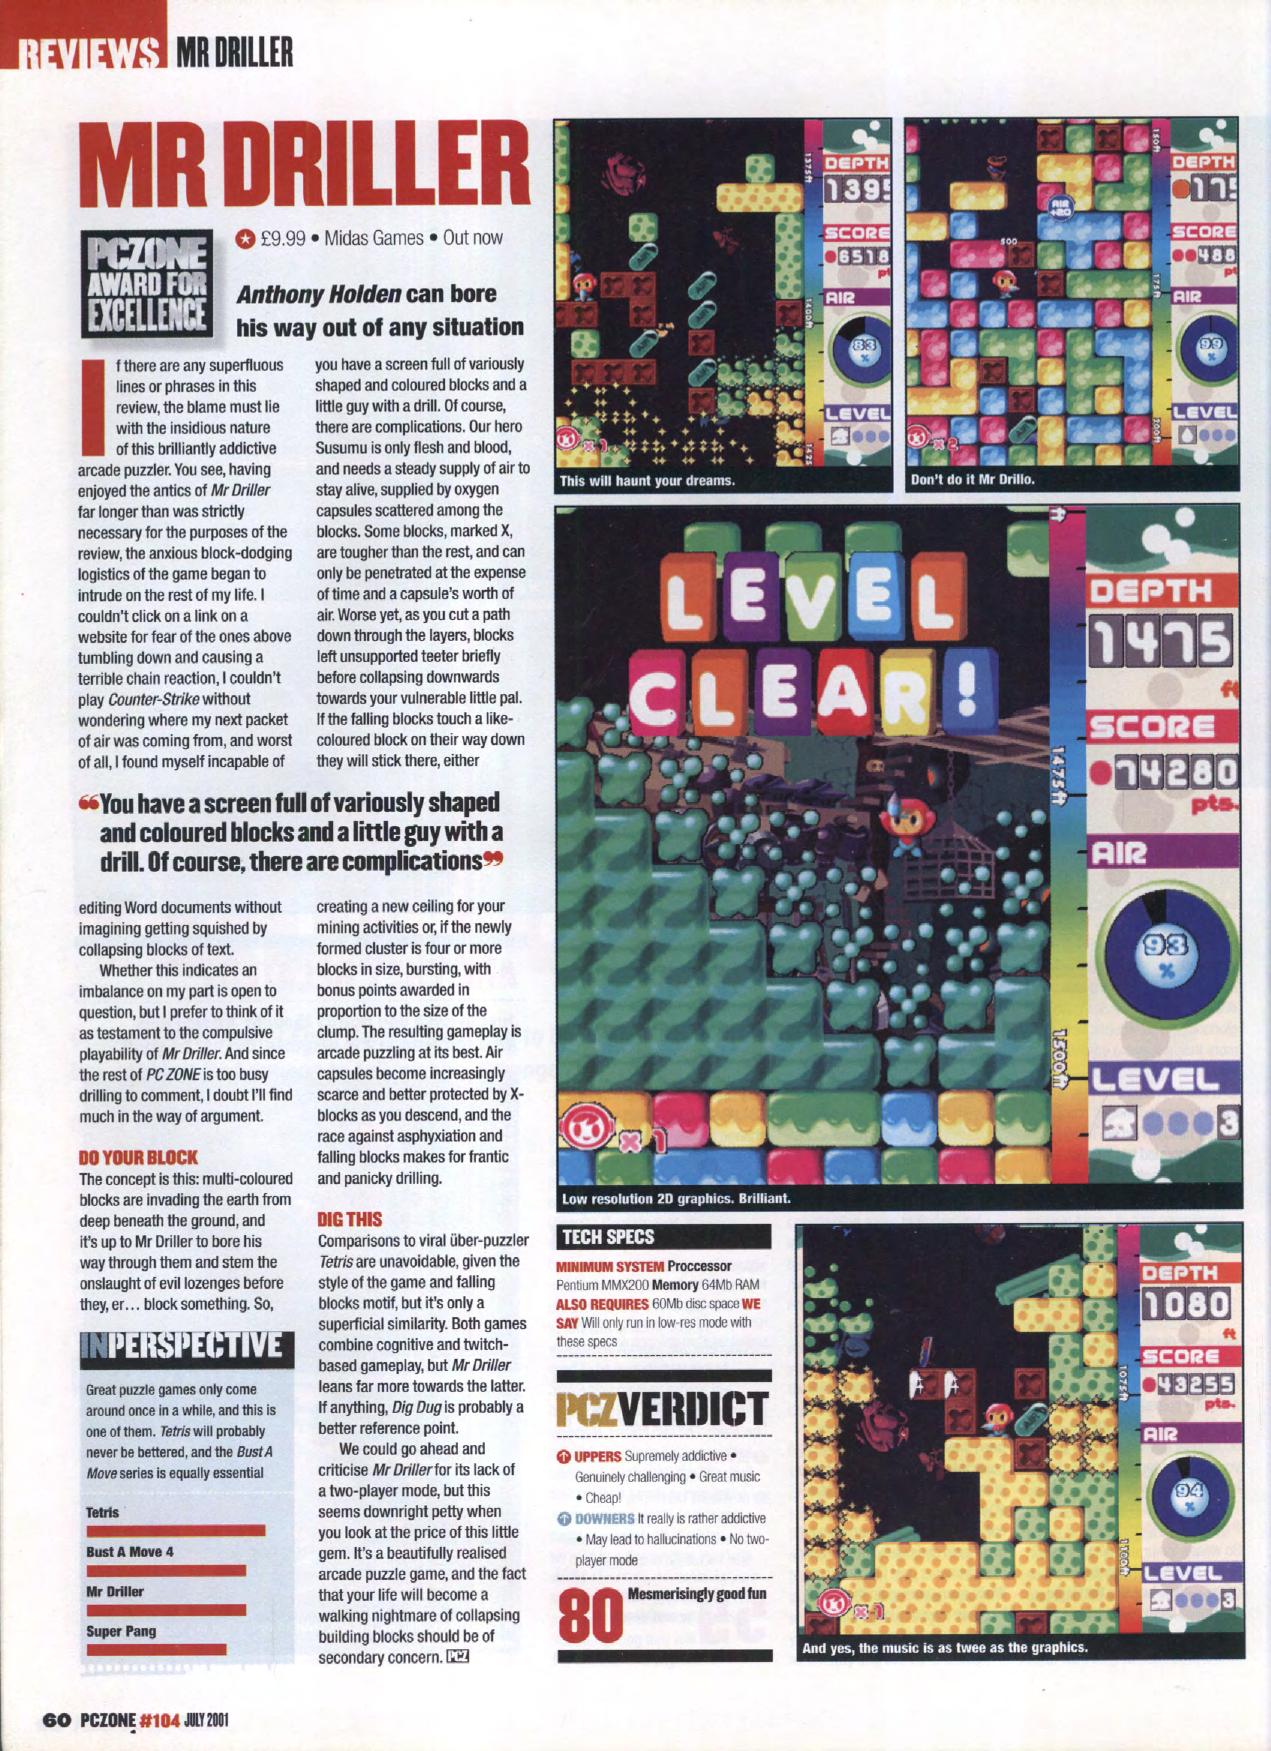 REVIEWS MR DRILLER
MR DRILLER
PCZONE
AWARD FOR
EXCELLENCE
£9.99 • Midas Games • Out now
Anthony Holden can bore
his way out of any situation
If there are any superfluous
lines or phrases in this
review, the blame must lie
with the insidious nature
of this brilliantly addictive
arcade puzzler. You see, having
enjoyed the antics of Mr Driller
far longer than was strictly
necessary for the purposes of the
review, the anxious block-dodging
logistics of the game began to
intrude on the rest of my life. I
couldn't click on a link on a
website for fear of the ones above
tumbling down and causing a
terrible chain reaction, I couldn't
play Counter-Strike without
wondering where my next packet
of air was coming from, and worst
of all, I found myself incapable of
“You have a screen full of variously shaped
and coloured blocks and a little guy with a
drill. Of course, there are complications”
editing Word documents without
imagining getting squished by
collapsing blocks of text.
Whether this indicates an
imbalance on my part is open to
question, but I prefer to think of it
as testament to the compulsive
playability of Mr Driller. And since
the rest of PC ZONE is too busy
drilling to comment, I doubt I'll find
much in the way of argument.
DO YOUR BLOCK
The concept is this: multi-coloured
blocks are invading the earth from
deep beneath the ground, and
it's up to Mr Driller to bore his
way through them and stem the
onslaught of evil lozenges before
they, er... block something. So,
you have a screen full of variously
shaped and coloured blocks and a
little guy with a drill. Of course,
there are complications. Our hero
Susumu is only flesh and blood,
and needs a steady supply of air to
stay alive, supplied by oxygen
capsules scattered among the
blocks. Some blocks, marked X,
are tougher than the rest, and can
only be penetrated at the expense
of time and a capsule's worth of
air. Worse yet, as you cut a path
down through the layers, blocks
left unsupported teeter briefly
before collapsing downwards
towards your vulnerable little pal.
If the falling blocks touch a like-
coloured block on their way down
they will stick there, either
creating a new ceiling for your
mining activities or, if the newly
formed cluster is four or more
blocks in size, bursting, with
bonus points awarded in
proportion to the size of the
clump. The resulting gameplay is
arcade puzzling at its best. Air
capsules become increasingly
scarce and better protected by X-
blocks as you descend, and the
race against asphyxiation and
falling blocks makes for frantic
and panicky drilling.
DIG THIS
Comparisons to viral über-puzzler
Tetris are unavoidable, given the
style of the game and falling
blocks motif, but it's only a
superficial similarity. Both games
combine cognitive and twitch-
based gameplay, but Mr Driller
leans far more towards the latter.
If anything, Dig Dug is probably a
better reference point.
We could go ahead and
criticise Mr Driller for its lack of
a two-player mode, but this
seems downright petty when
you look at the price of this little
gem. It's a beautifully realised
arcade puzzle game, and the fact
that your life will become a
walking nightmare of collapsing
building blocks should be of
secondary concern. PCZ
INPERSPECTIVE
Great puzzle games only come
around once in a while, and this is
one of them. Tetris will probably
never be bettered, and the Bust A
Move series is equally essential
Tetris
Bust A Move 4
Mr Driller
Super Pang
1375ft
1400ft
1425
DEPTH
1395
SCORE
6518
pt
AIR
83
%
LEVEL
x 1
This will haunt your dreams.
150ft
175ft
200ft
AIR
+20
500
DEPTH
175
SCORE
488
pt
AIR
99
%
LEVEL
x 2
Don't do it Mr Drillo.
LEVEL
CLEAR!
ft
1475ft
1500ft
DEPTH
1475
ft
SCORE
74280
pts.
AIR
93
%
LEVEL
3
x 1
Low resolution 2D graphics. Brilliant.
TECH SPECS
MINIMUM SYSTEM Proccessor
Pentium MMX200 Memory 64Mb RAM
ALSO REQUIRES 60Mb disc space WE
SAY Will only run in low-res mode with
these specs
PCZVERDICT
UPPERS Supremely addictive •
Genuinely challenging • Great music
• Cheap!
DOWNERS It really is rather addictive
• May lead to hallucinations • No two-
player mode
80 Mesmerisingly good fun
1075ft
1100ft
DEPTH
1080
ft
SCORE
43255
pts.
AIR
94
%
LEVEL
3
x 1
And yes, the music is as twee as the graphics.
60 PCZONE #104 JULY 2001